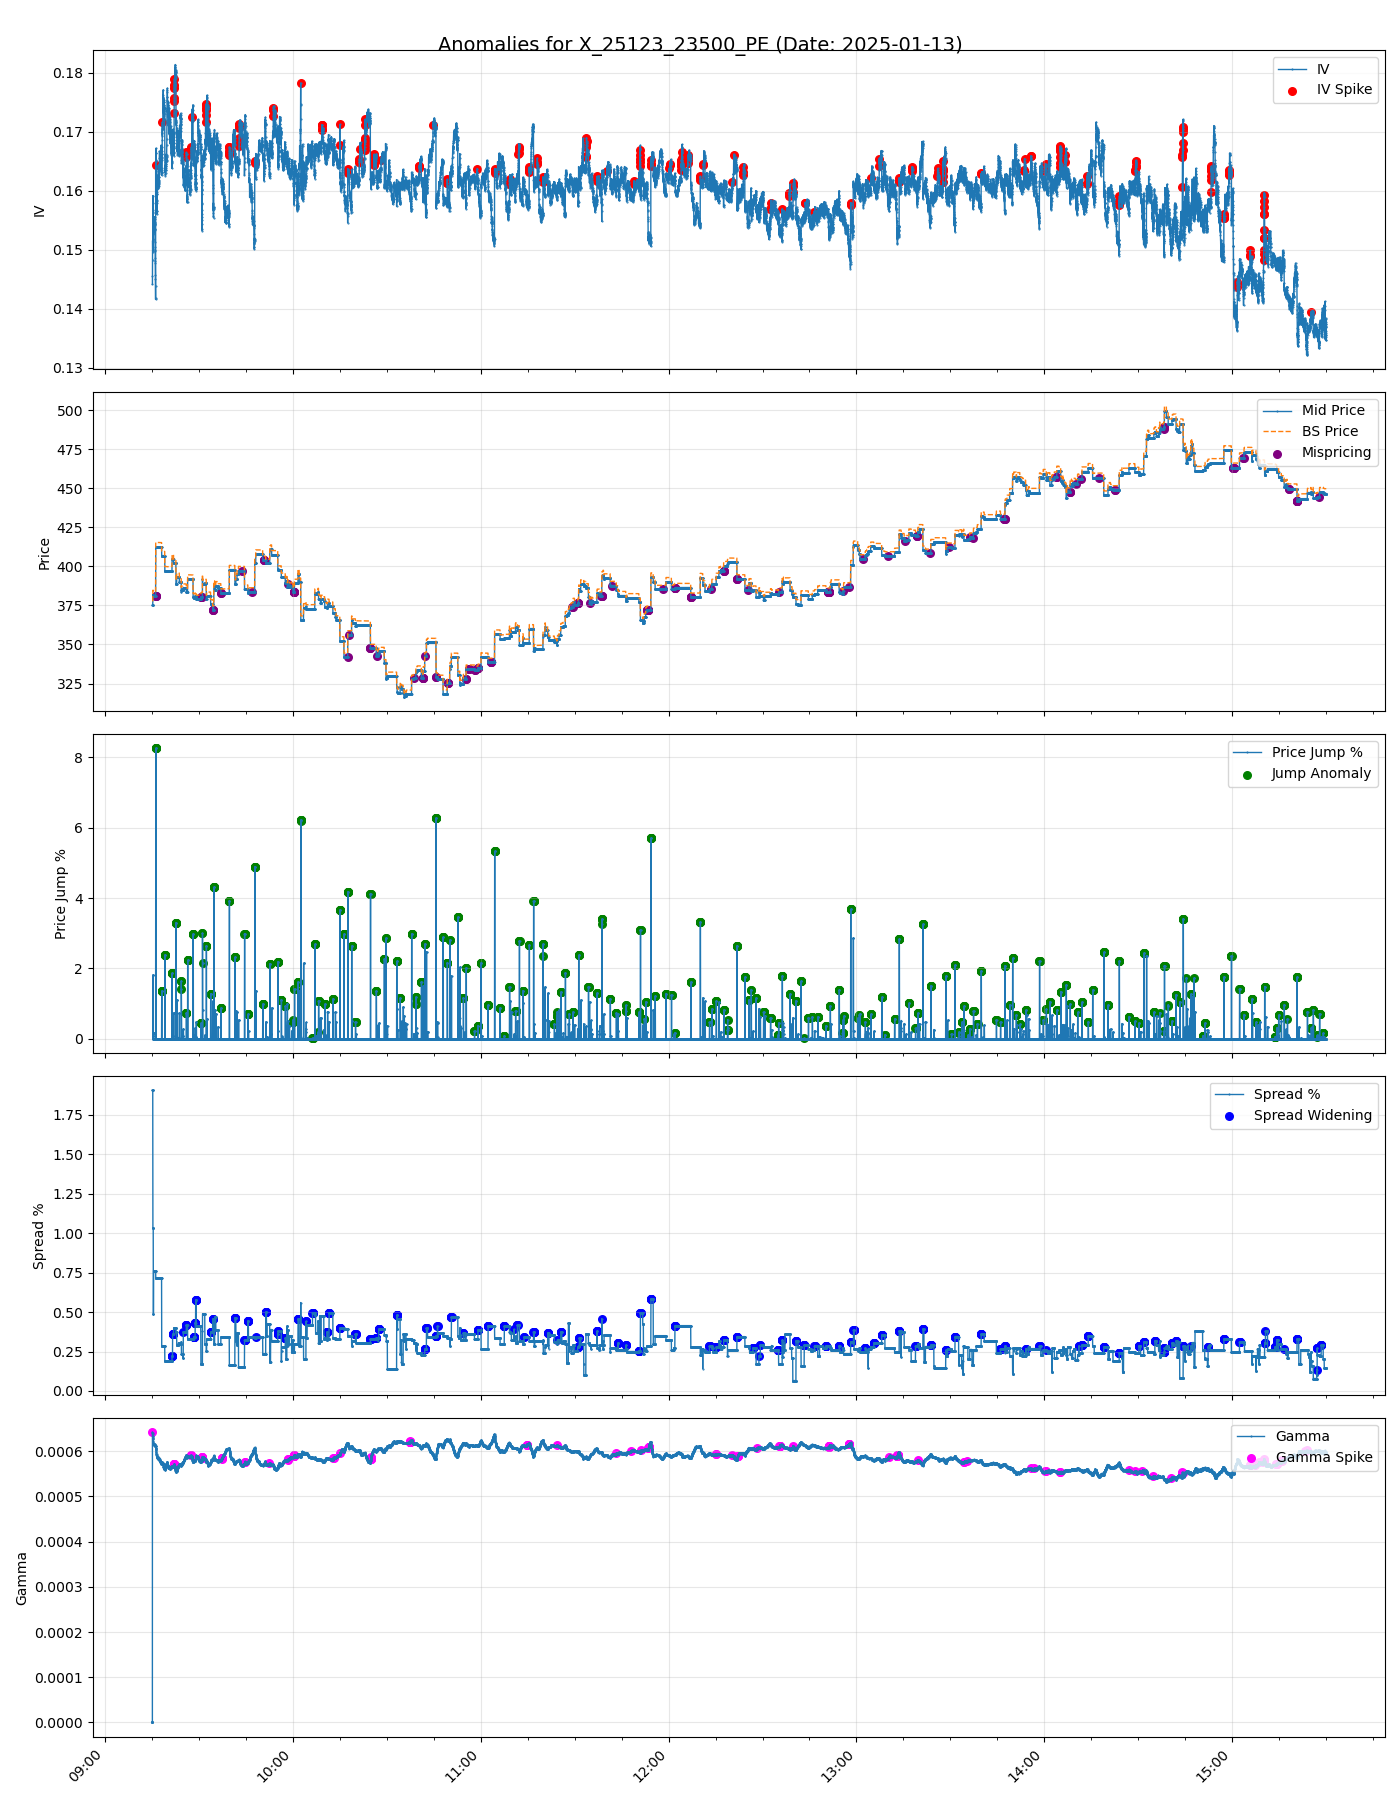 Anomalies for X_25123_23500_PE (Date: 2025-01-13)
IV
IV Spike
0.18
0.17
0.16
0.15
0.14
0.13
IV
Mid Price
BS Price
Mispricing
500
475
450
425
400
375
350
325
Price
Price Jump %
Jump Anomaly
8
6
4
2
0
Price Jump %
Spread %
Spread Widening
1.75
1.50
1.25
1.00
0.75
0.50
0.25
0.00
Spread %
Gamma
Gamma Spike
0.0006
0.0005
0.0004
0.0003
0.0002
0.0001
0.0000
Gamma
09:00
10:00
11:00
12:00
13:00
14:00
15:00